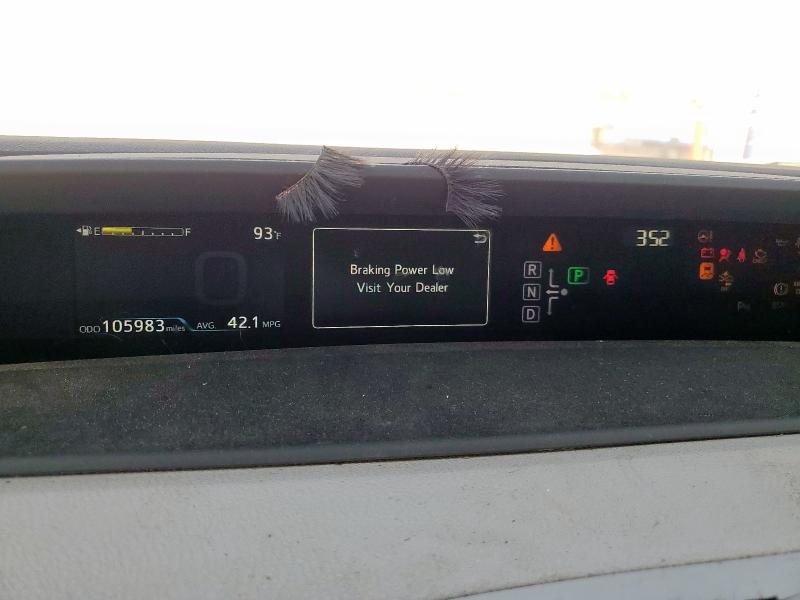 E F
93°F
ODO 105983 miles AVG. 42.1 MPG
Braking Power Low
Visit Your Dealer
352
R
N
D
P